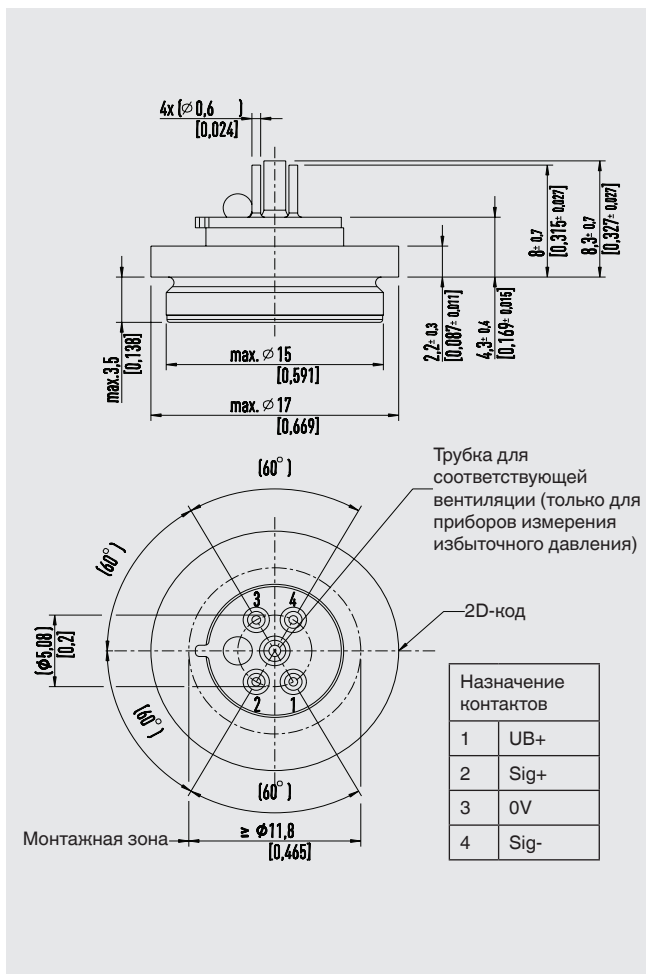 4x (⌀0,6 )
[0,024]
8± 0,7
[0,315± 0,027]
8,3± 0,7
[0,327± 0,027]
max.3,5
[0,138]
2,2± 0,3
[0,087± 0,011]
4,3± 0,4
[0,169± 0,015]
max. ⌀15
[0,591]
max. ⌀17
[0,669]
Трубка для
соответствующей
вентиляции (только для
приборов измерения
избыточного давления)
(60°)
(60°)
3 4
2D-код
(ϕ5,08)
[0,2]
2 1
(60°)
(60°)
Монтажная зона
≥ ϕ11,8
[0,465]
Назначение
контактов
1 UB+
2 Sig+
3 0V
4 Sig-